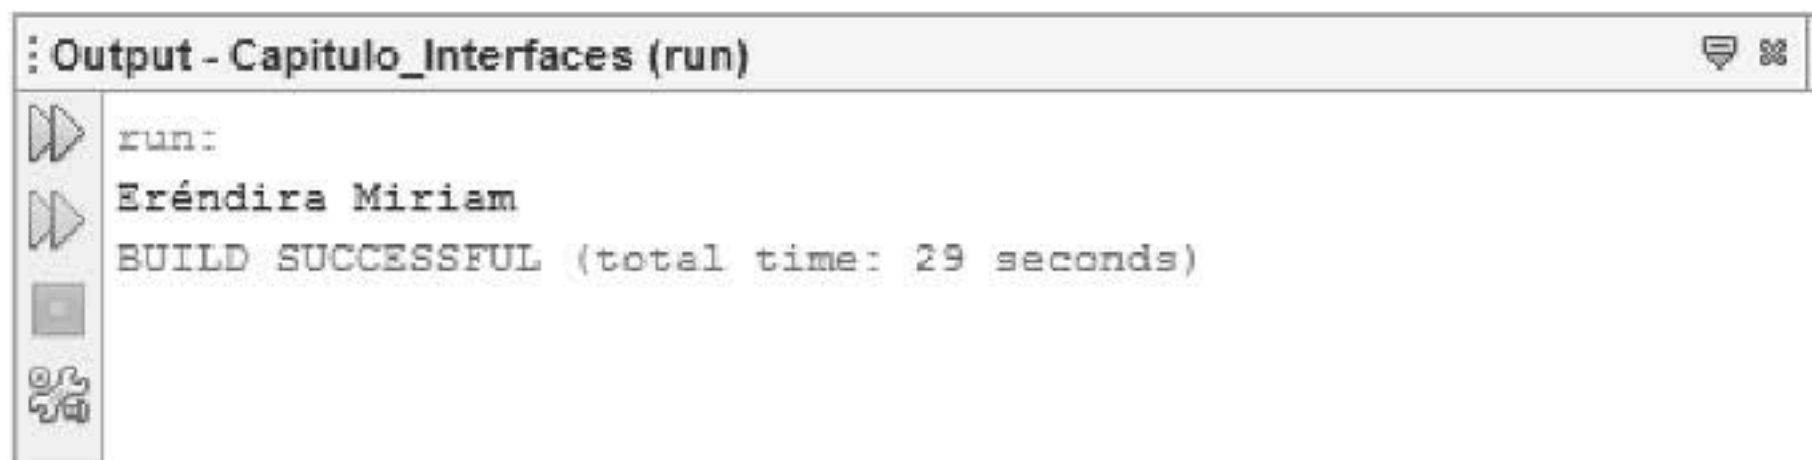 Output - Capitulo_Interfaces (run)
run:
Eréndira Miriam
BUILD SUCCESSFUL (total time: 29 seconds)